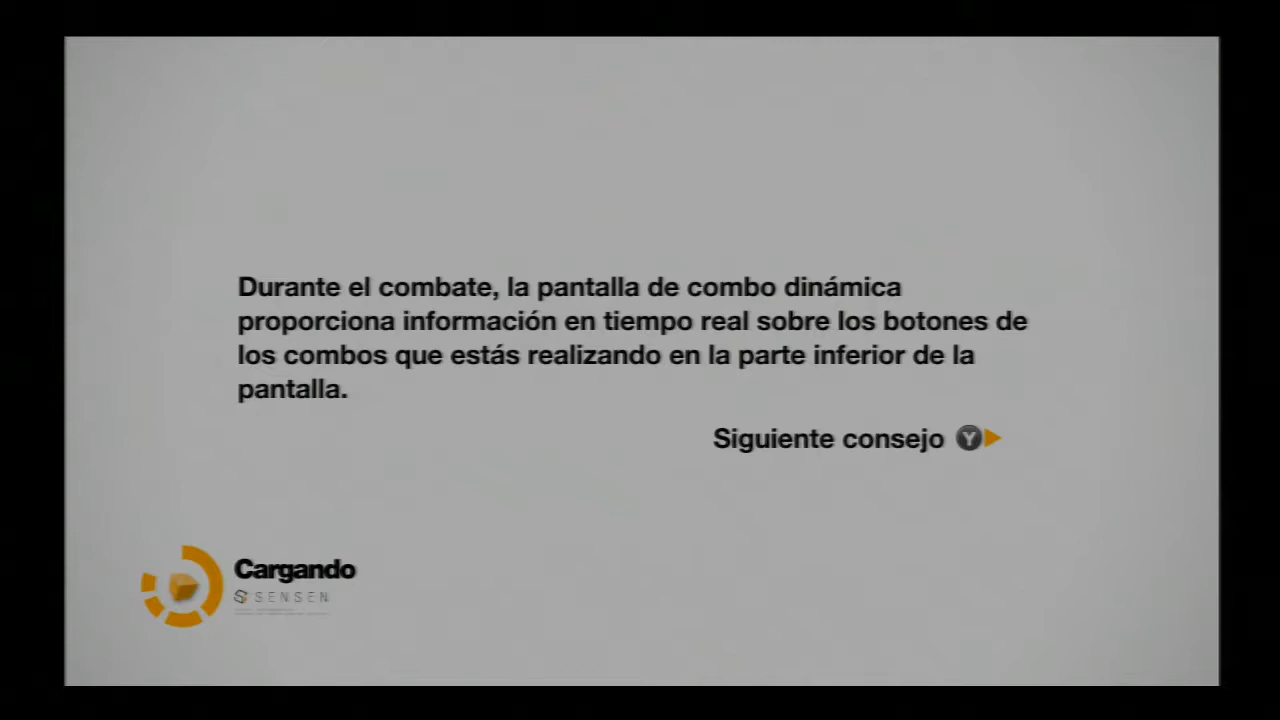 Durante el combate, la pantalla de combo dinámica
proporciona información en tiempo real sobre los botones de
los combos que estás realizando en la parte inferior de la
pantalla.
Siguiente consejo Y
Cargando
SENSEN